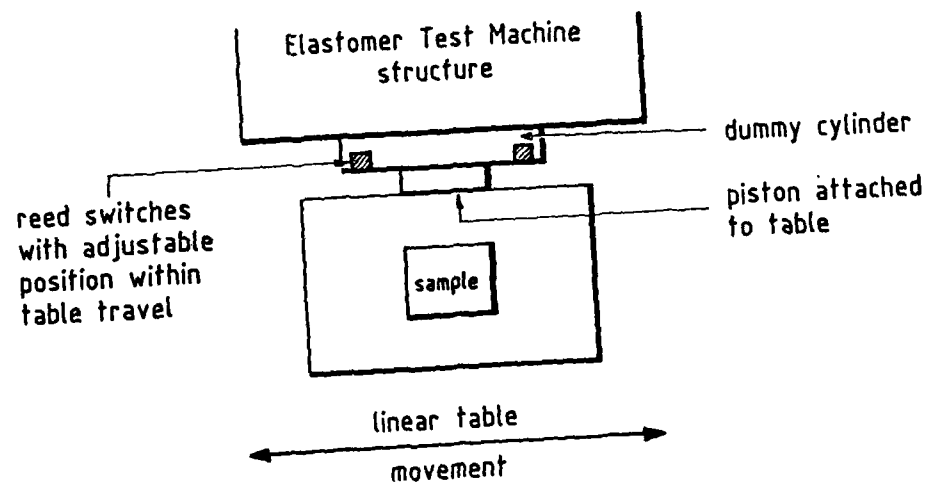 Elastomer Test Machine
structure
dummy cylinder
reed switches
with adjustable
position within
table travel
piston attached
to table
sample
linear table
movement